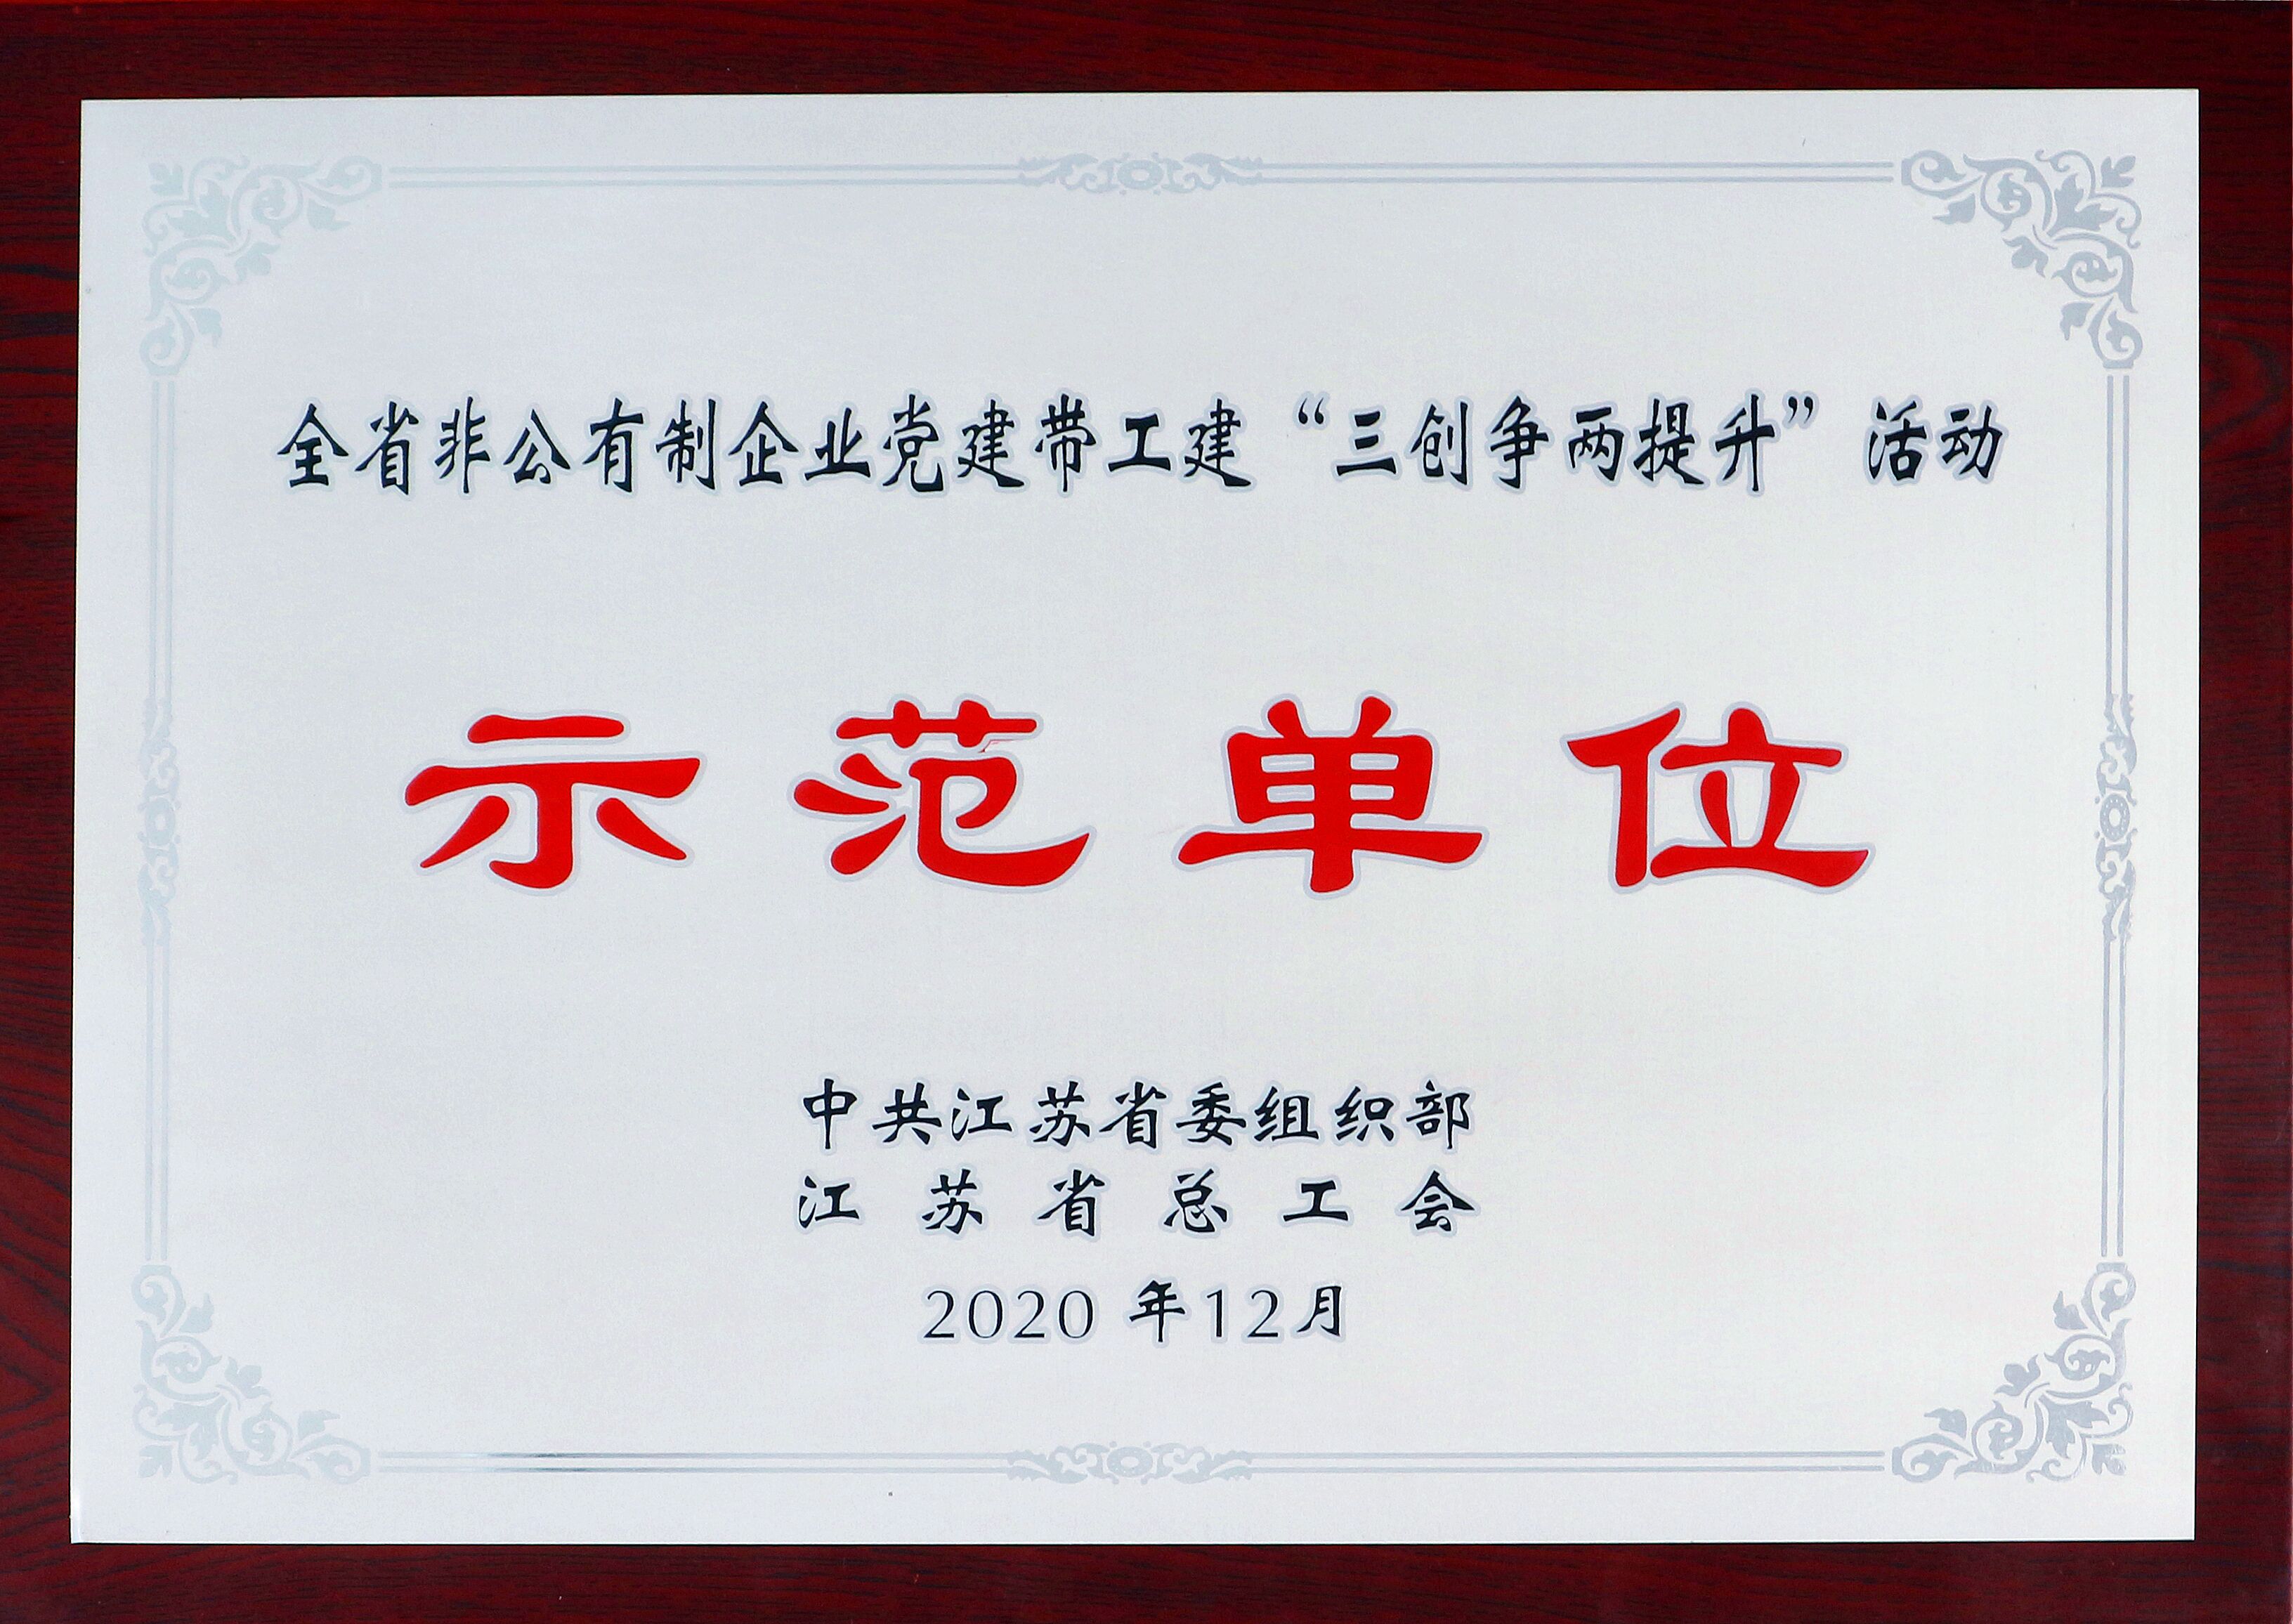 全省非公有制企业党建带工建“三创争两提升”活动
示范单位
中共江苏省委组织部
江苏省总工会
2020年12月